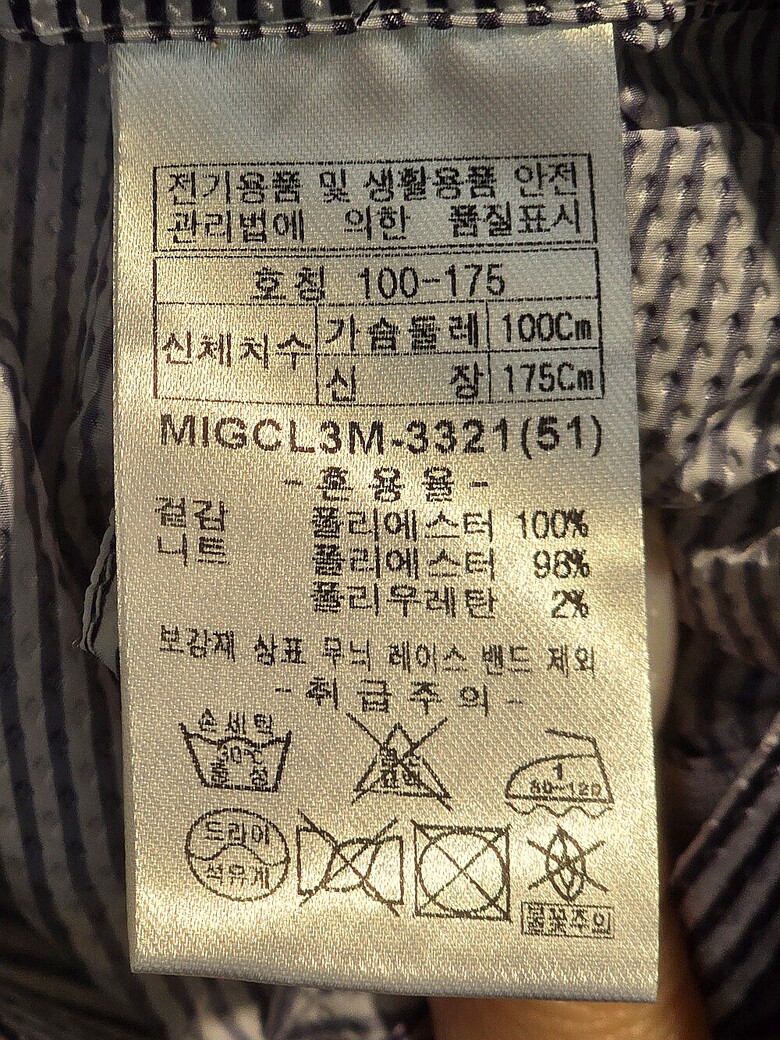 전기용품 및 생활용품 안전
관리법에 의한 품질표시
호칭 100-175
신체치수 가슴둘레 100Cm
신 장 175Cm
MIGCL3M-3321(51)
- 혼 용 율 -
겉감 폴리에스터 100%
니트 폴리에스터 98%
폴리우레탄 2%
보강재 상표 무늬 레이스 밴드 제외
- 취 급 주 의 -
손세탁
30℃
중 성
1
80~120
드라이
석유계
불꽃주의